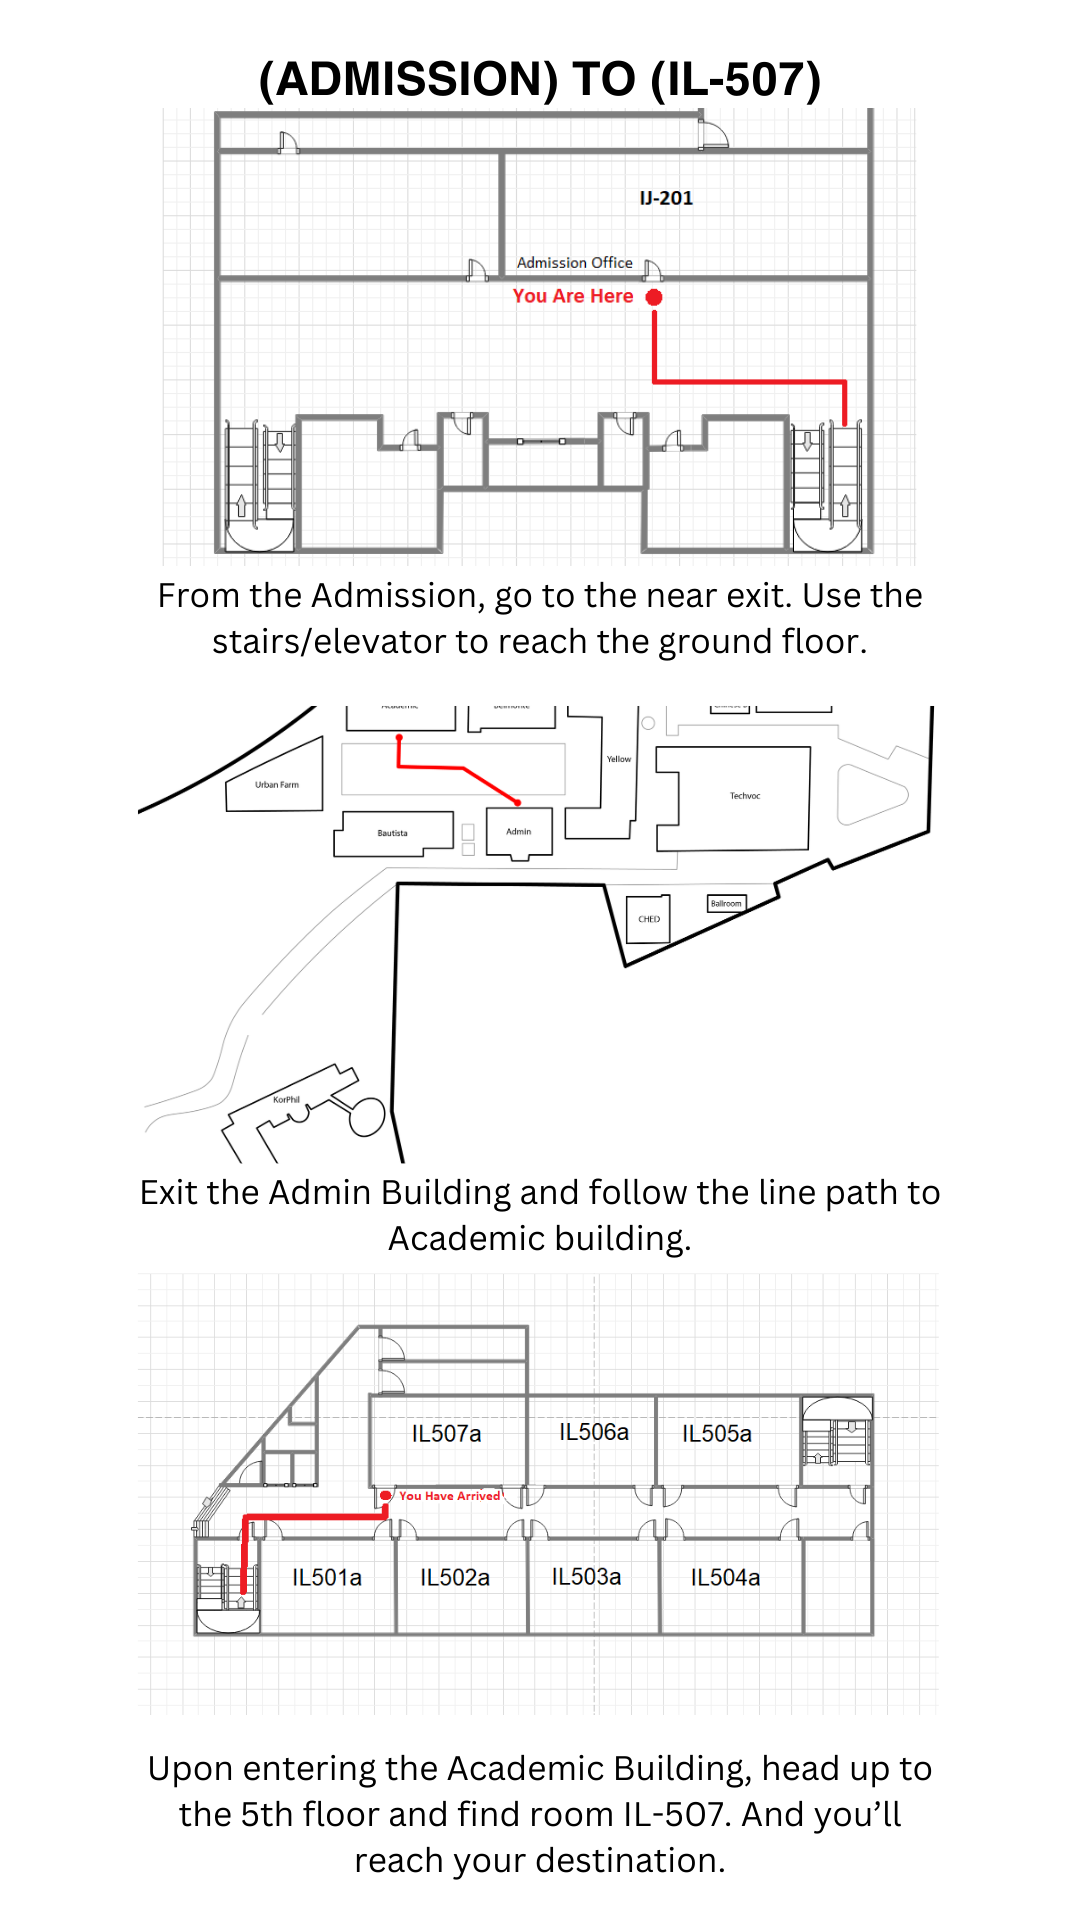 (ADMISSION) TO (IL-507)
IJ-201
Admission Office
You Are Here
From the Admission, go to the near exit. Use the
stairs/elevator to reach the ground floor.
Academic
Belmonte
Yellow
Urban Farm
Techvoc
Bautista
Admin
CHED
Ballroom
KorPhil
Exit the Admin Building and follow the line path to
Academic building.
IL507a
IL506a
IL505a
You Have Arrived
IL501a
IL502a
IL503a
IL504a
Upon entering the Academic Building, head up to
the 5th floor and find room IL-507. And you’ll
reach your destination.